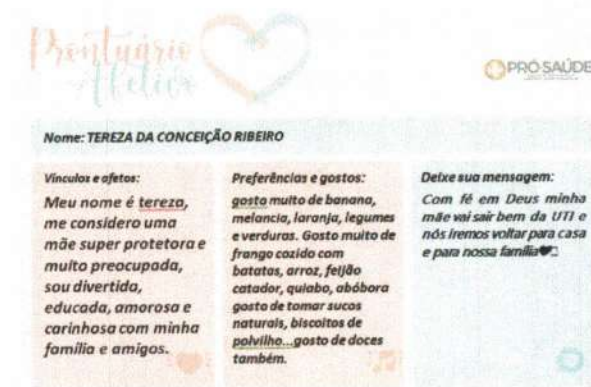 Prontuário
Afetivo
PRÓ-SAÚDE
Nome: TEREZA DA CONCEIÇÃO RIBEIRO
Vínculos e afetos:
Meu nome é tereza,
me considero uma
mãe super protetora e
muito preocupada,
sou divertida,
educada, amorosa e
carinhosa com minha
família e amigos.
Preferências e gostos:
gosto muito de banana,
melancia, laranja, legumes
e verduras. Gosto muito de
frango cozido com
batatas, arroz, feijão
catador, quiabo, abóbora
gosto de tomar sucos
naturais, biscoitos de
polvilho...gosto de doces
também.
Deixe sua mensagem:
Com fé em Deus minha
mãe vai sair bem da UTI e
nós iremos voltar para casa
e para nossa família